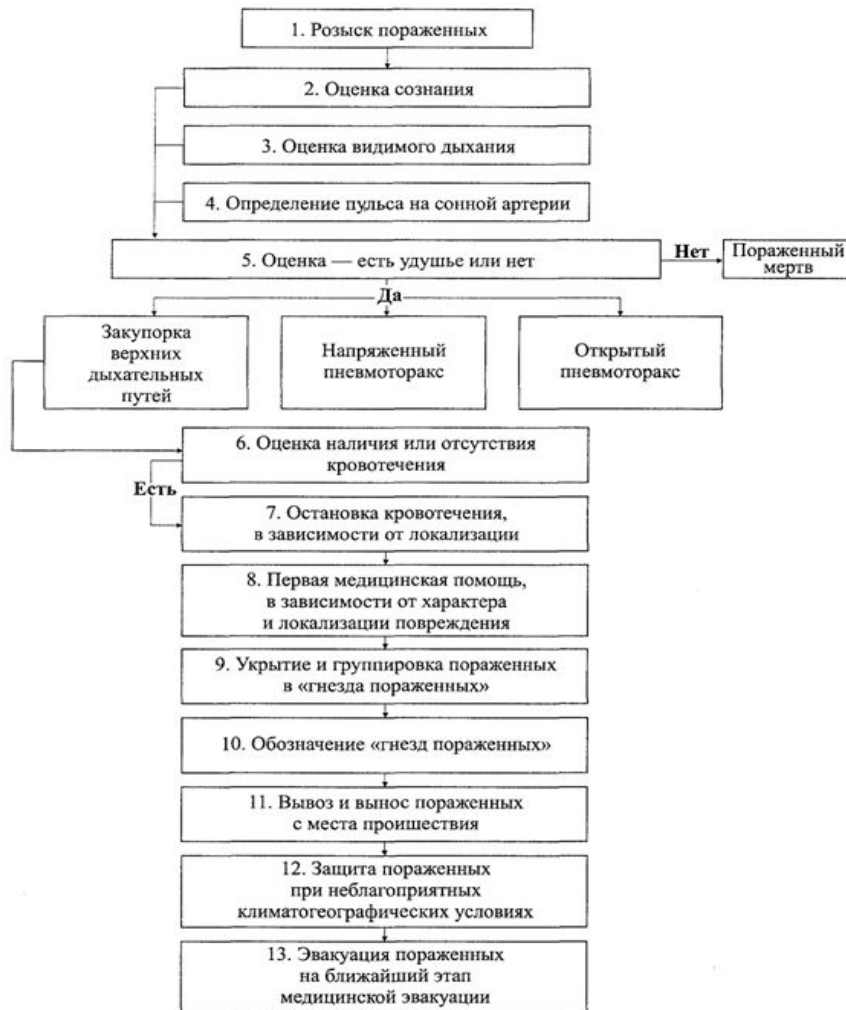 1. Розыск пораженных
2. Оценка сознания
3. Оценка видимого дыхания
4. Определение пульса на сонной артерии
5. Оценка — есть удушье или нет
Нет
Пораженный
мертв
Да
Закупорка
верхних
дыхательных
путей
Напряженный
пневмоторакс
Открытый
пневмоторакс
6. Оценка наличия или отсутствия
кровотечения
Есть
7. Остановка кровотечения,
в зависимости от локализации
8. Первая медицинская помощь,
в зависимости от характера
и локализации повреждения
9. Укрытие и группировка пораженных
в «гнезда пораженных»
10. Обозначение «гнезд пораженных»
11. Вывоз и вынос пораженных
с места происшествия
12. Защита пораженных
при неблагоприятных
климатогеографических условиях
13. Эвакуация пораженных
на ближайший этап
медицинской эвакуации